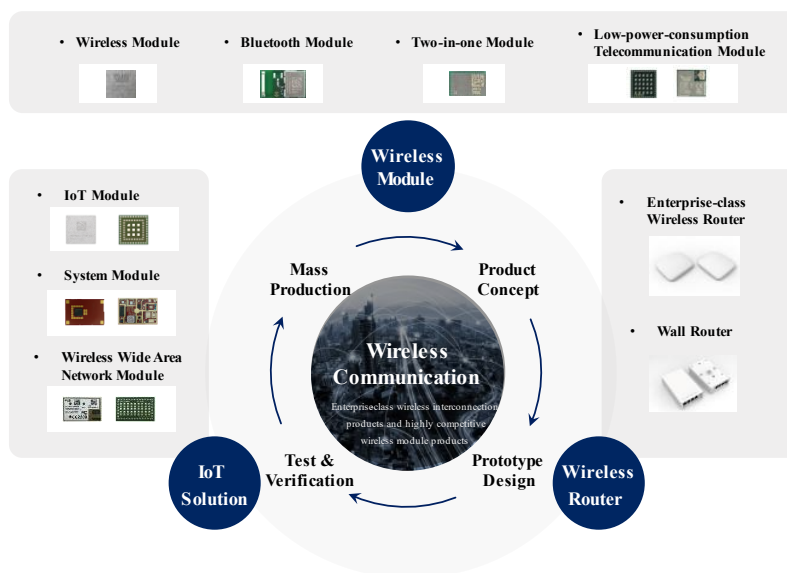 • Wireless Module
• Bluetooth Module
• Two-in-one Module
• Low-power-consumption
Telecommunication Module
Wireless
Module
• IoT Module
• System Module
• Wireless Wide Area
Network Module
• Enterprise-class
Wireless Router
• Wall Router
Mass
Production
Product
Concept
Wireless
Communication
Enterpriseclass wireless interconnection
products and highly competitive
wireless module products
Test &
Verification
Prototype
Design
IoT
Solution
Wireless
Router